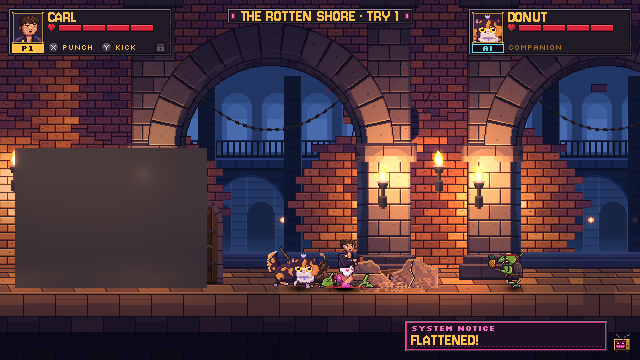 CARL
P1
X PUNCH Y KICK
THE ROTTEN SHORE · TRY 1
DONUT
AI
COMPANION
SYSTEM NOTICE
FLATTENED!